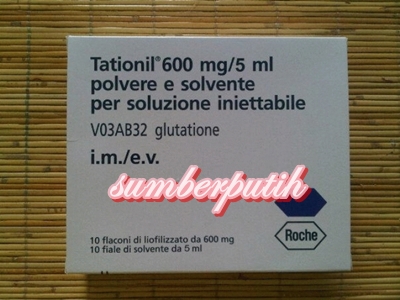 Tationil® 600 mg/5 ml
polvere e solvente
per soluzione iniettabile
V03AB32 glutatione
i.m./e.v.
sumberputih
Roche
10 flaconi di liofilizzato da 600 mg
10 fiale di solvente da 5 ml